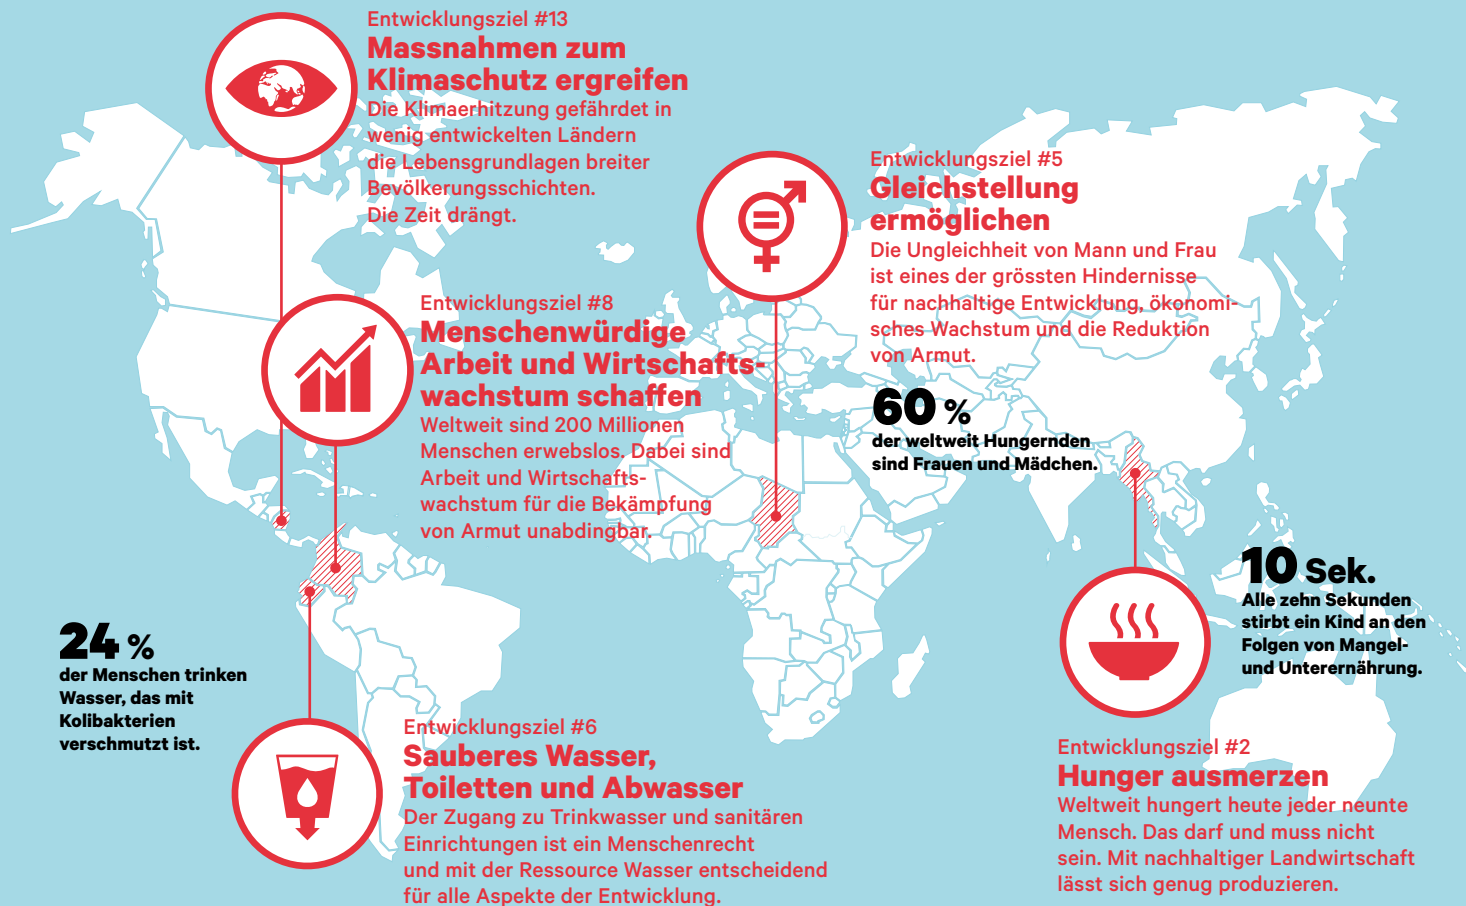 Entwicklungsziel #13
Massnahmen zum
Klimaschutz ergreifen
Die Klimaerhitzung gefährdet in
wenig entwickelten Ländern
die Lebensgrundlagen breiter
Bevölkerungsschichten.
Die Zeit drängt.
Entwicklungsziel #5
Gleichstellung
ermöglichen
Die Ungleichheit von Mann und Frau
ist eines der grössten Hindernisse
für nachhaltige Entwicklung, ökonomi-
sches Wachstum und die Reduktion
von Armut.
60 %
der weltweit Hungernden
sind Frauen und Mädchen.
Entwicklungsziel #8
Menschenwürdige
Arbeit und Wirtschafts-
wachstum schaffen
Weltweit sind 200 Millionen
Menschen erwebslos. Dabei sind
Arbeit und Wirtschafts-
wachstum für die Bekämpfung
von Armut unabdingbar.
10 Sek.
Alle zehn Sekunden
stirbt ein Kind an den
Folgen von Mangel-
und Unterernährung.
24 %
der Menschen trinken
Wasser, das mit
Kolibakterien
verschmutzt ist.
Entwicklungsziel #6
Sauberes Wasser,
Toiletten und Abwasser
Der Zugang zu Trinkwasser und sanitären
Einrichtungen ist ein Menschenrecht
und mit der Ressource Wasser entscheidend
für alle Aspekte der Entwicklung.
Entwicklungsziel #2
Hunger ausmerzen
Weltweit hungert heute jeder neunte
Mensch. Das darf und muss nicht
sein. Mit nachhaltiger Landwirtschaft
lässt sich genug produzieren.